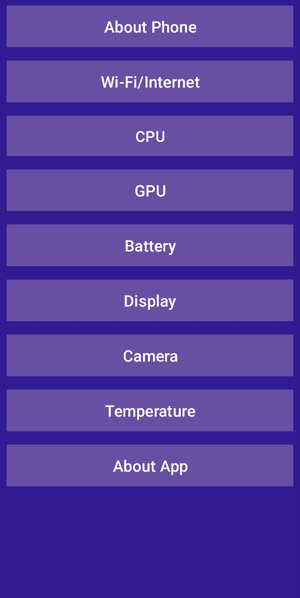 About Phone
Wi-Fi/Internet
CPU
GPU
Battery
Display
Camera
Temperature
About App